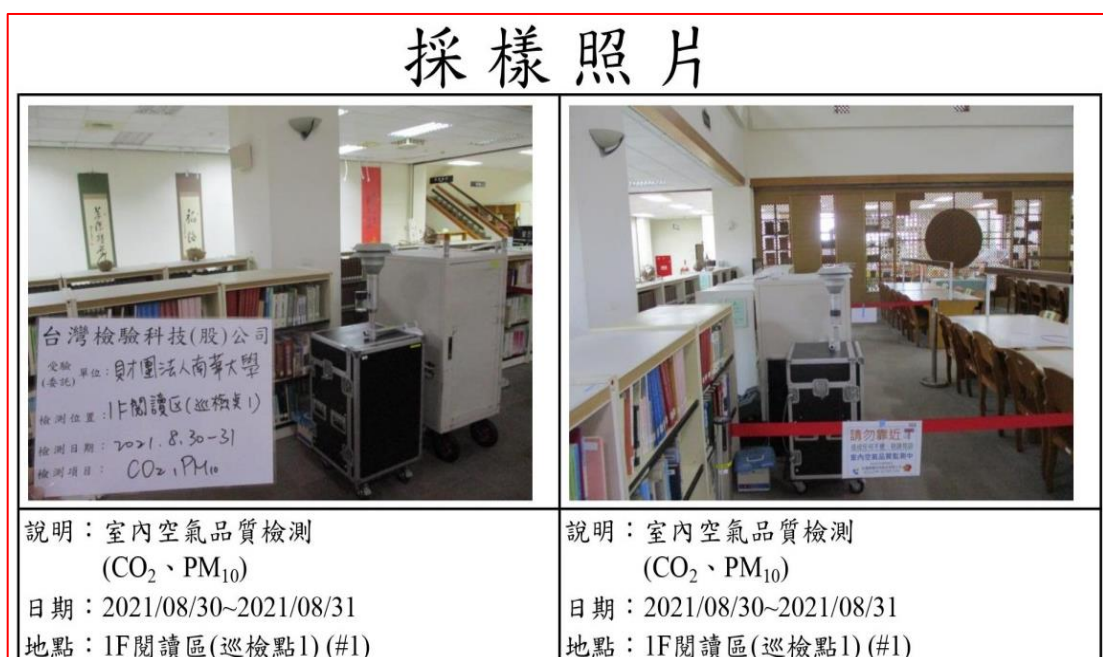 採樣照片
台灣檢驗科技(股)公司
受驗(委託)單位：財團法人南華大學
檢測位置：1F閱讀區(巡檢點1)
檢測日期：2021.8.30-31
檢測項目：CO2,PM10
請勿靠近
室內空氣品質監測中
說明：室內空氣品質檢測
(CO₂、PM₁₀)
日期：2021/08/30~2021/08/31
地點：1F閱讀區(巡檢點1) (#1)
說明：室內空氣品質檢測
(CO₂、PM₁₀)
日期：2021/08/30~2021/08/31
地點：1F閱讀區(巡檢點1) (#1)